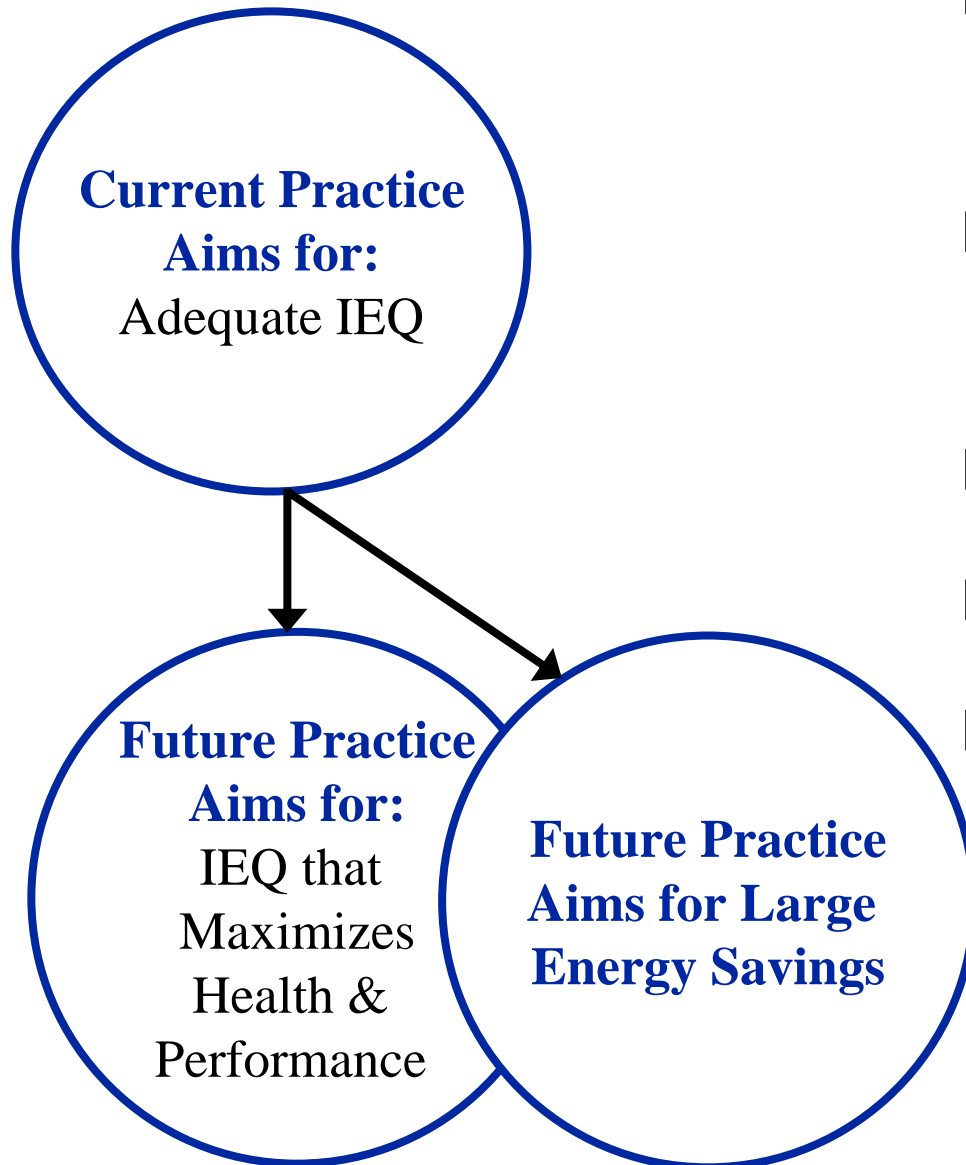 Current Practice
Aims for:
Adequate IEQ
Future Practice
Aims for:
IEQ that
Maximizes
Health &
Performance
Future Practice
Aims for Large
Energy Savings